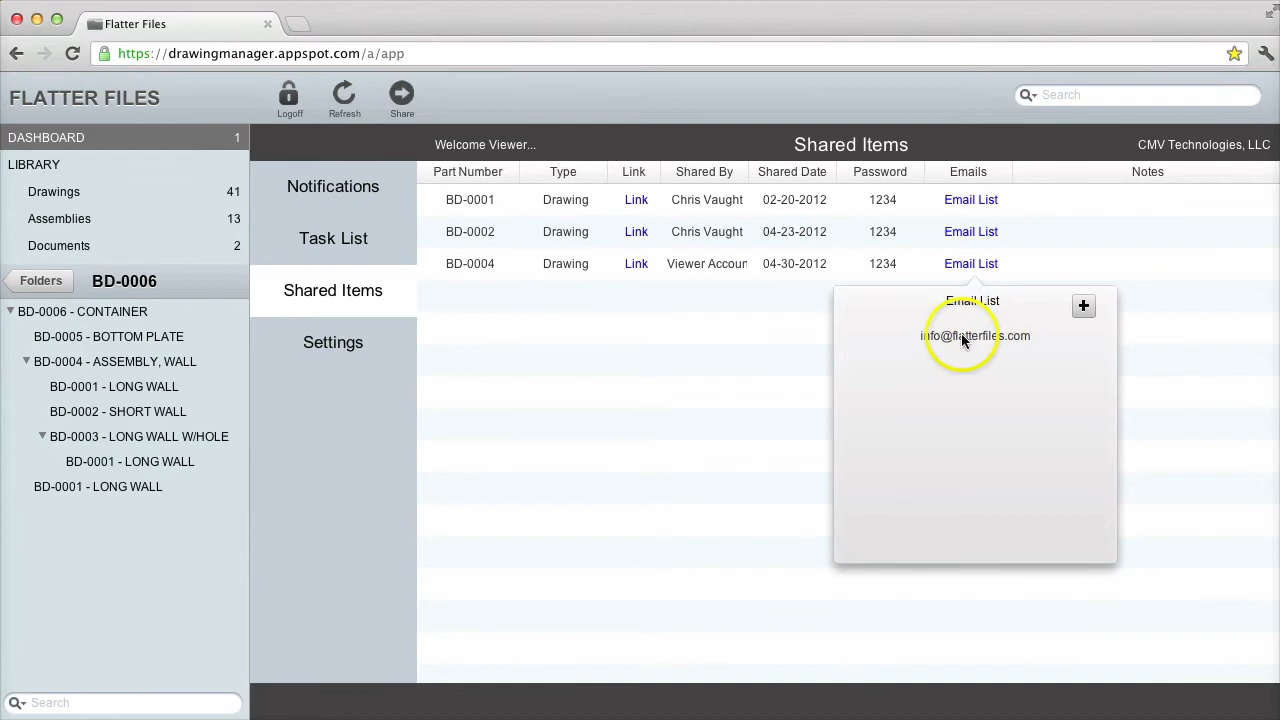 Flatter Files
https://drawingmanager.appspot.com/a/app
FLATTER FILES
Logoff Refresh Share
Search
DASHBOARD 1
LIBRARY
Drawings 41
Assemblies 13
Documents 2
Folders BD-0006
BD-0006 - CONTAINER
BD-0005 - BOTTOM PLATE
BD-0004 - ASSEMBLY, WALL
BD-0001 - LONG WALL
BD-0002 - SHORT WALL
BD-0003 - LONG WALL W/HOLE
BD-0001 - LONG WALL
BD-0001 - LONG WALL
Search
Welcome Viewer... Shared Items CMV Technologies, LLC
Notifications
Task List
Shared Items
Settings
Part Number Type Link Shared By Shared Date Password Emails Notes
BD-0001 Drawing Link Chris Vaught 02-20-2012 1234 Email List
BD-0002 Drawing Link Chris Vaught 04-23-2012 1234 Email List
BD-0004 Drawing Link Viewer Accoun 04-30-2012 1234 Email List
Email List
info@flatterfiles.com